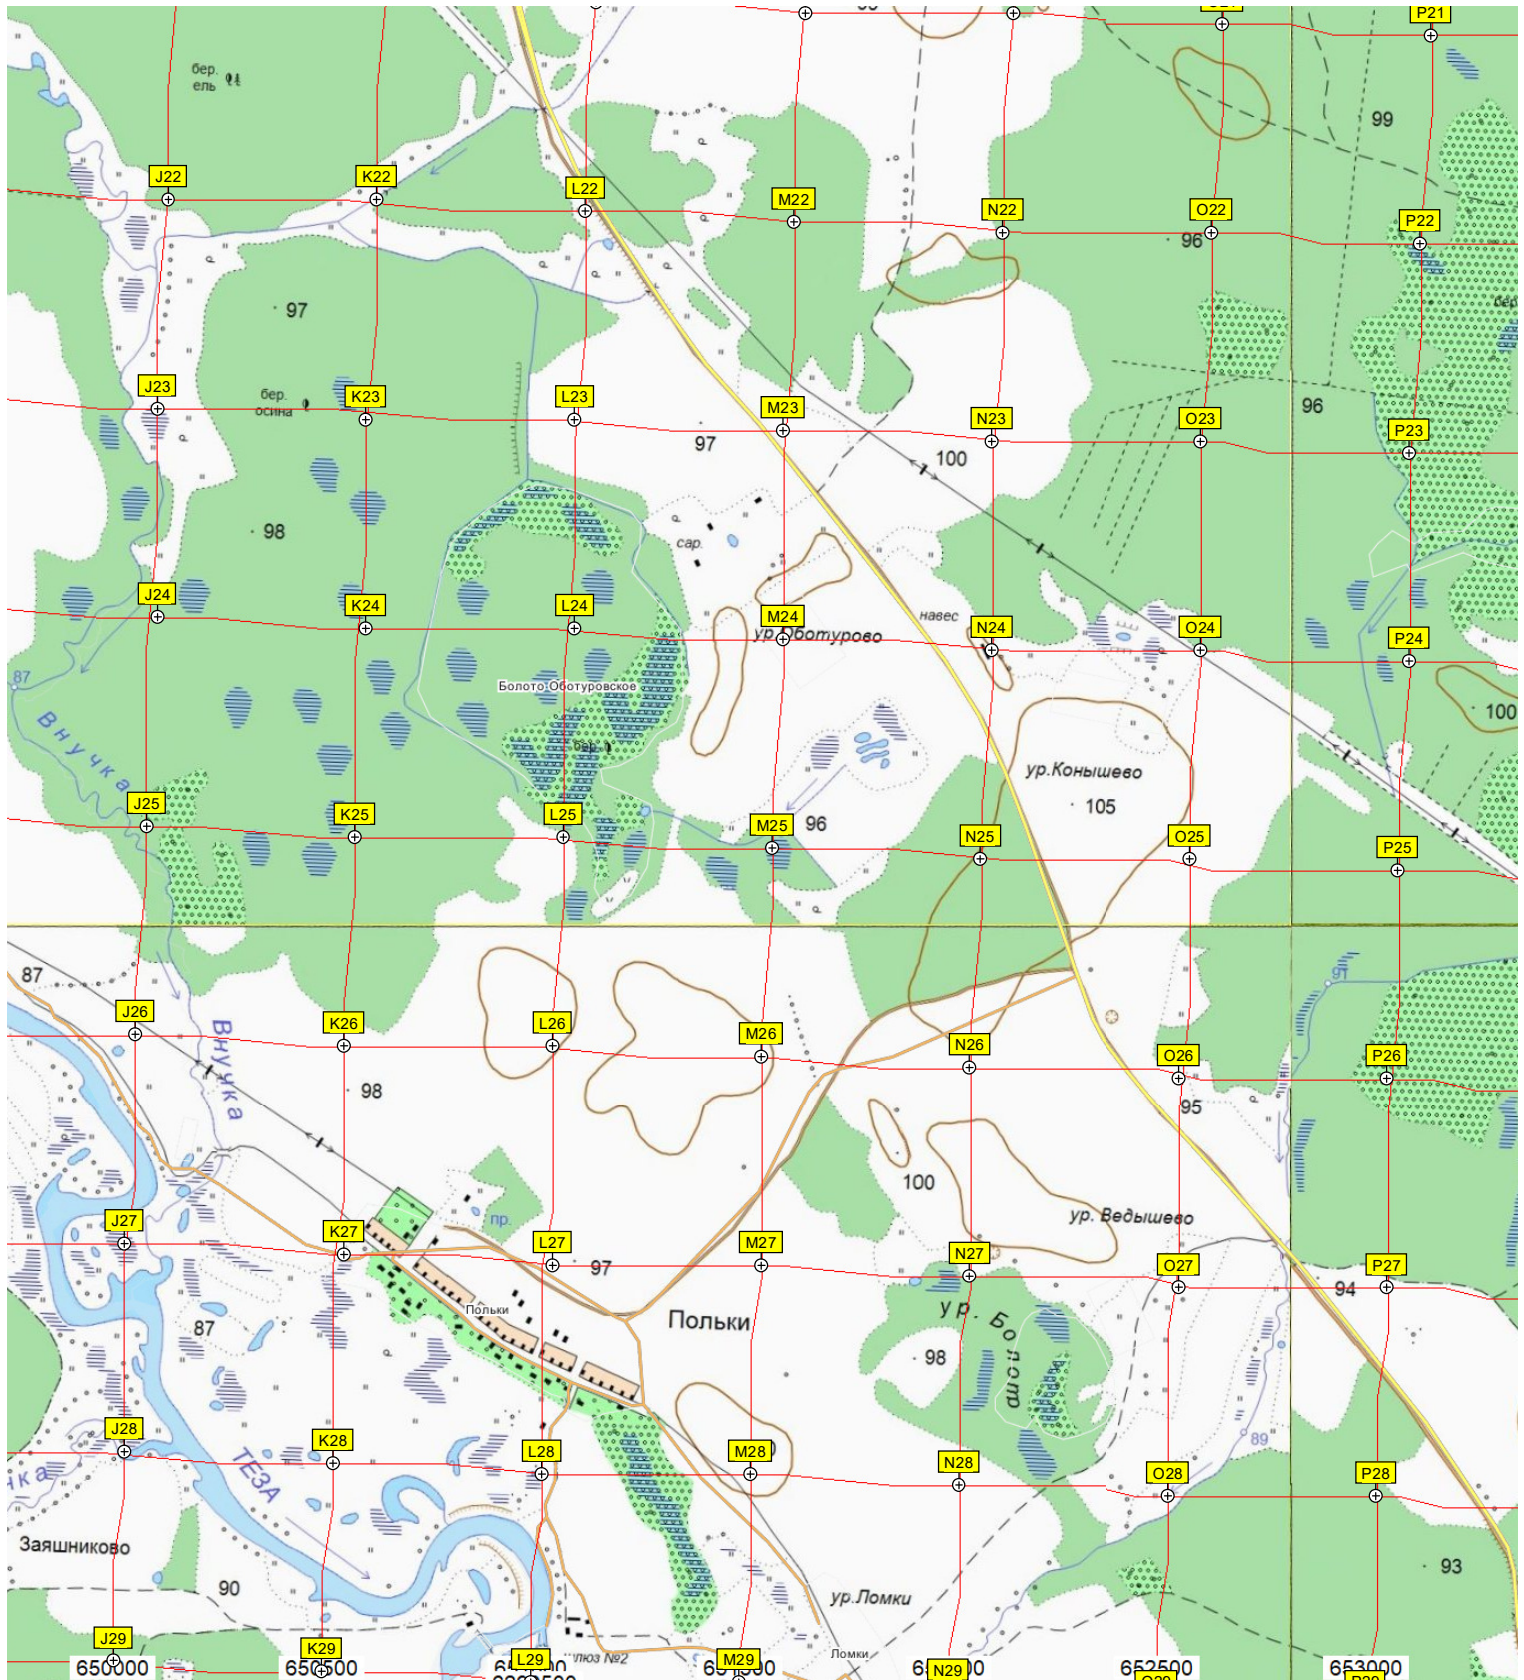 P21
99
бер.
ель
J22
K22
L22
M22
N22
O22
P22
96
97
бер.
осина
J23
K23
L23
M23
N23
O23
P23
96
97
100
98
сар.
J24
K24
L24
M24
N24
O24
P24
ур.Оботурово
навес
87
Болото Оботуровское
Внучка
бер.
100
ур.Конышево
105
J25
K25
L25
M25
96
N25
O25
P25
87
91
J26
K26
L26
M26
N26
O26
P26
Внучка
98
95
100
пр.
ур. Ведышево
J27
K27
L27
M27
N27
O27
P27
97
94
Польки
Польки
87
ур. Болот
98
J28
K28
L28
M28
N28
O28
P28
89
ТЕЗА
Заяшниково
90
93
ур.Ломки
Ломки
J29
K29
L29
M29
N29
650000
650500
652500
653000